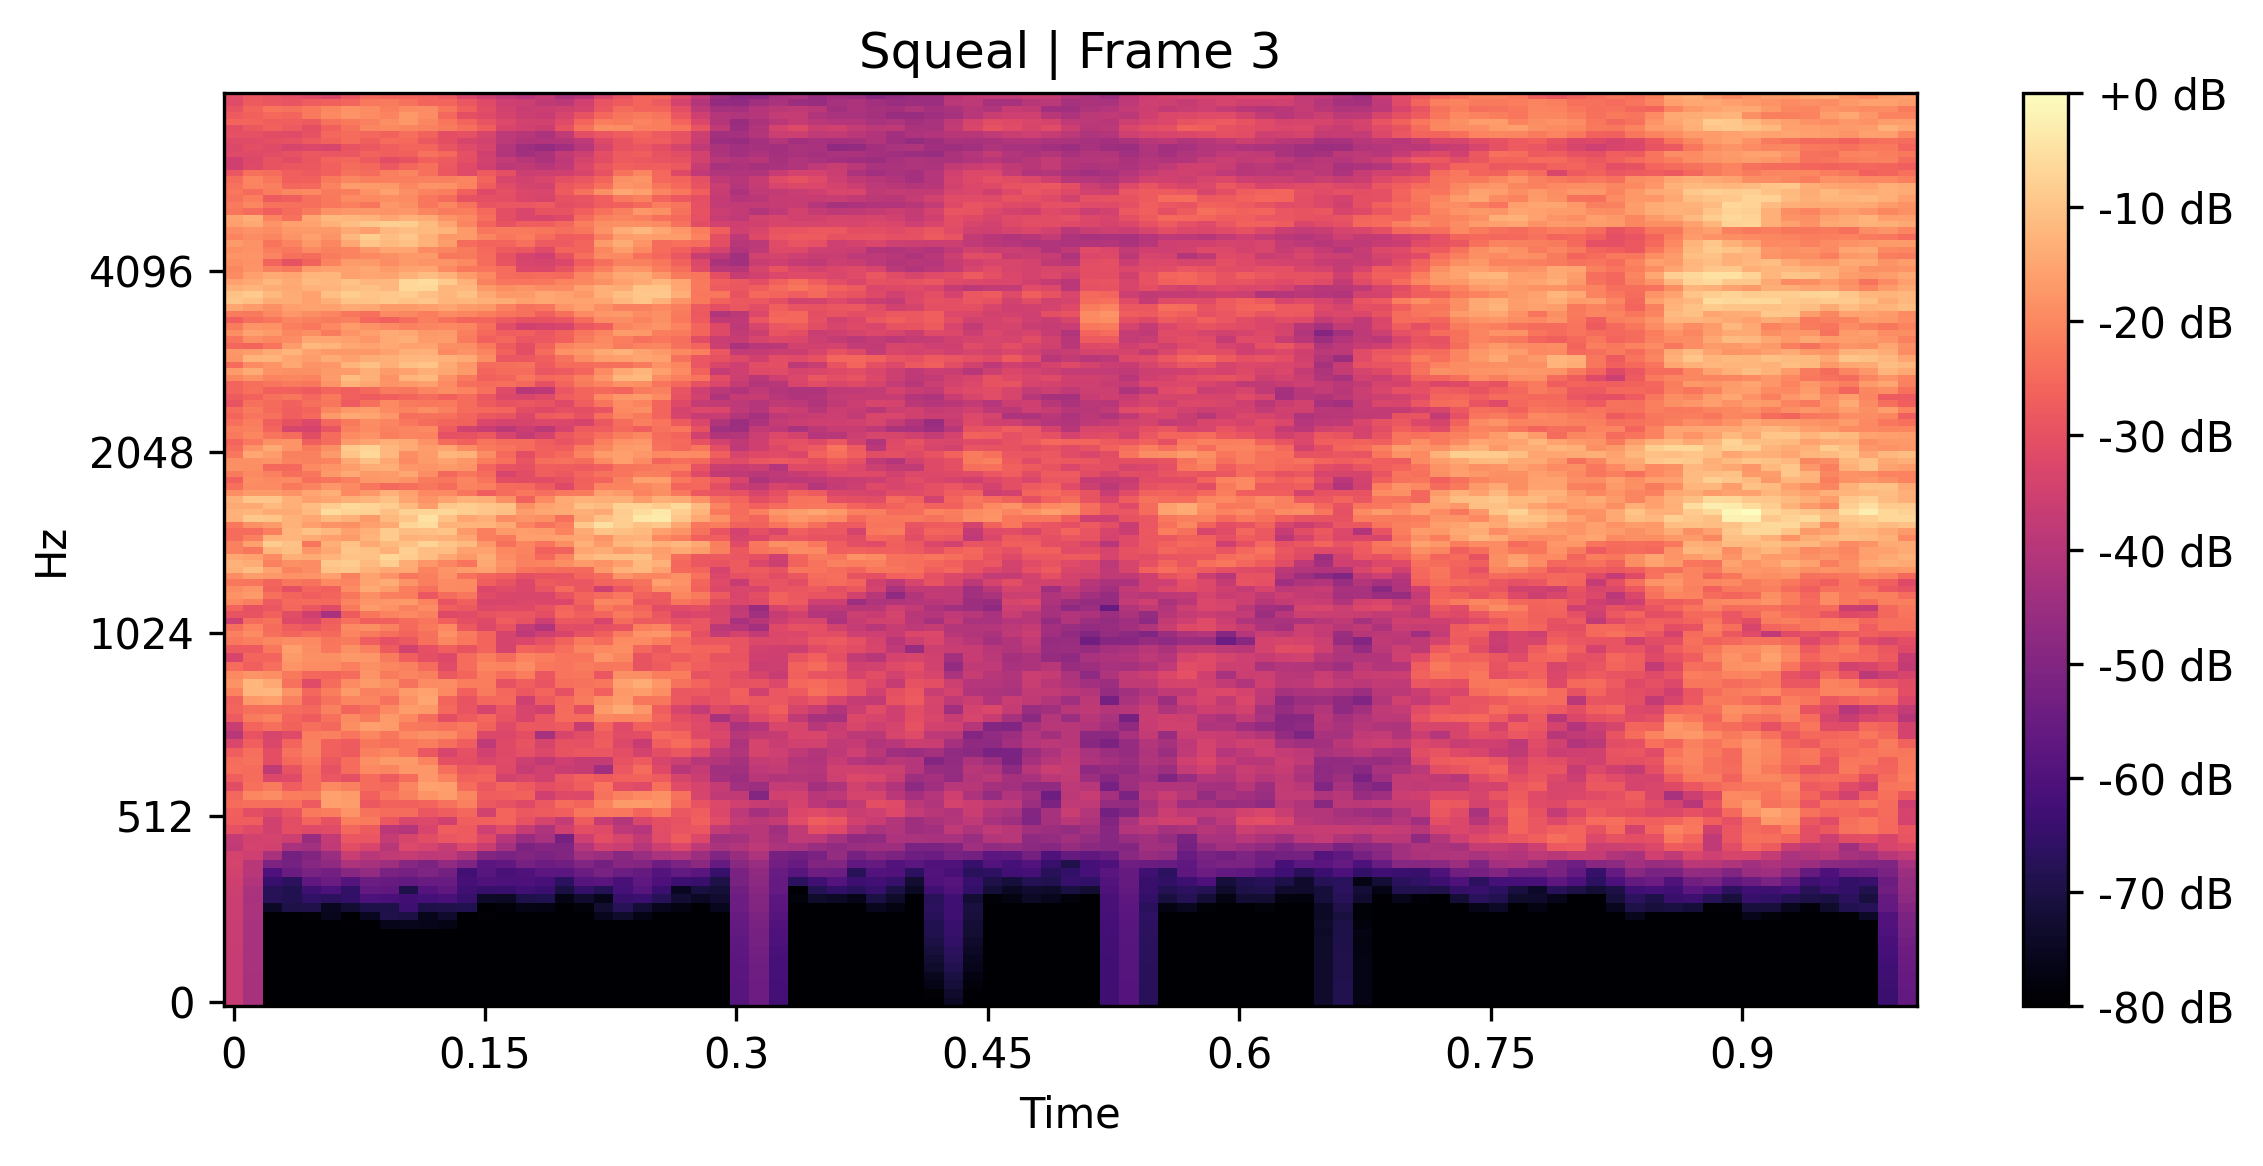 Squeal | Frame 3
Hz
4096
2048
1024
512
0
0 0.15 0.3 0.45 0.6 0.75 0.9
Time
+0 dB
-10 dB
-20 dB
-30 dB
-40 dB
-50 dB
-60 dB
-70 dB
-80 dB